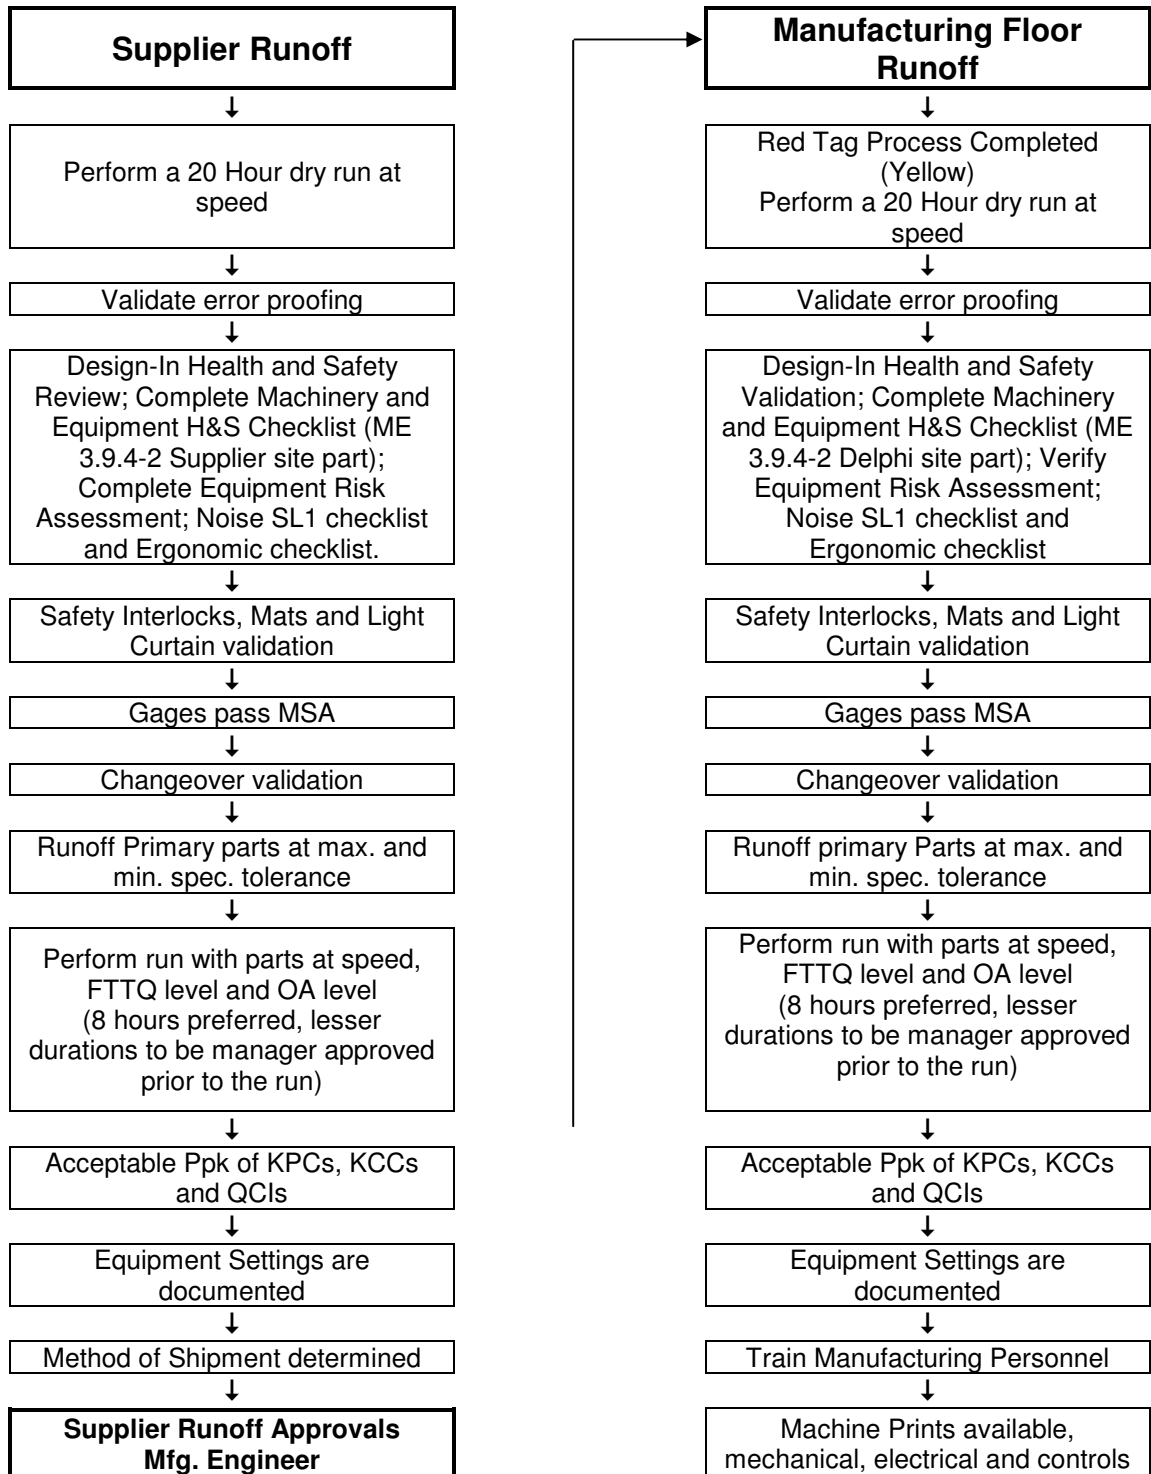 Supplier Runoff
Perform a 20 Hour dry run at
speed
Validate error proofing
Design-In Health and Safety
Review; Complete Machinery and
Equipment H&S Checklist (ME
3.9.4-2 Supplier site part);
Complete Equipment Risk
Assessment; Noise SL1 checklist
and Ergonomic checklist.
Safety Interlocks, Mats and Light
Curtain validation
Gages pass MSA
Changeover validation
Runoff Primary parts at max. and
min. spec. tolerance
Perform run with parts at speed,
FTTQ level and OA level
(8 hours preferred, lesser
durations to be manager approved
prior to the run)
Acceptable Ppk of KPCs, KCCs
and QCIs
Equipment Settings are
documented
Method of Shipment determined
Supplier Runoff Approvals
Mfg. Engineer
Manufacturing Floor
Runoff
Red Tag Process Completed
(Yellow)
Perform a 20 Hour dry run at
speed
Validate error proofing
Design-In Health and Safety
Validation; Complete Machinery
and Equipment H&S Checklist (ME
3.9.4-2 Delphi site part); Verify
Equipment Risk Assessment;
Noise SL1 checklist and
Ergonomic checklist
Safety Interlocks, Mats and Light
Curtain validation
Gages pass MSA
Changeover validation
Runoff primary Parts at max. and
min. spec. tolerance
Perform run with parts at speed,
FTTQ level and OA level
(8 hours preferred, lesser
durations to be manager approved
prior to the run)
Acceptable Ppk of KPCs, KCCs
and QCIs
Equipment Settings are
documented
Train Manufacturing Personnel
Machine Prints available,
mechanical, electrical and controls